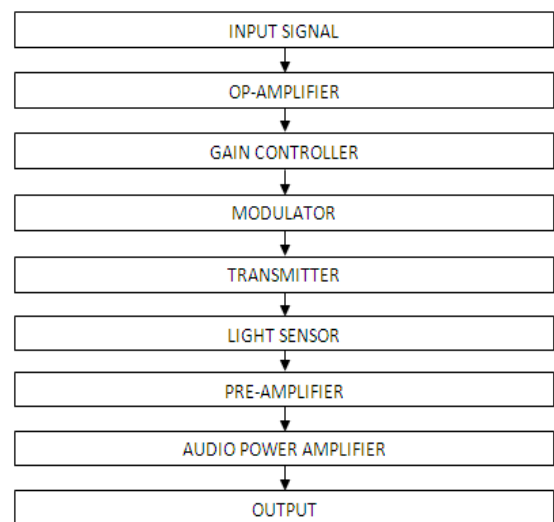 INPUT SIGNAL
OP-AMPLIFIER
GAIN CONTROLLER
MODULATOR
TRANSMITTER
LIGHT SENSOR
PRE-AMPLIFIER
AUDIO POWER AMPLIFIER
OUTPUT